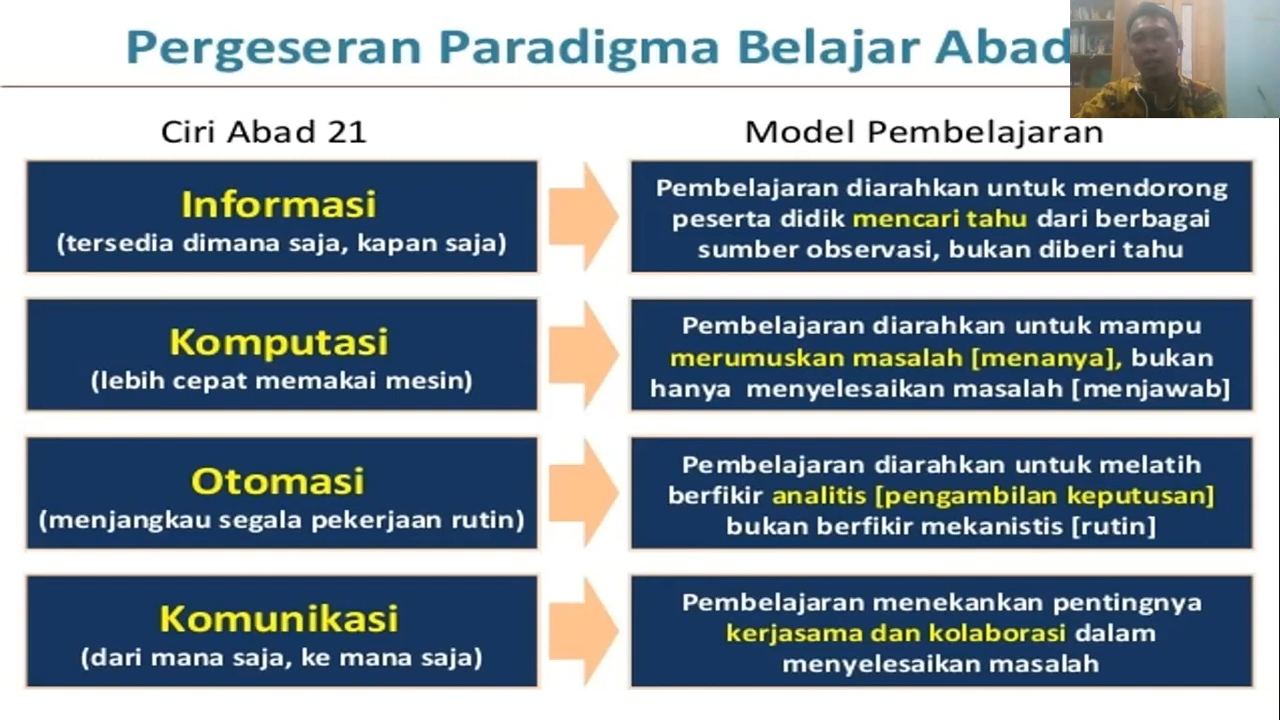 Pergeseran Paradigma Belajar Abad
Ciri Abad 21
Model Pembelajaran
Informasi
(tersedia dimana saja, kapan saja)
Pembelajaran diarahkan untuk mendorong
peserta didik mencari tahu dari berbagai
sumber observasi, bukan diberi tahu
Komputasi
(lebih cepat memakai mesin)
Pembelajaran diarahkan untuk mampu
merumuskan masalah [menanya], bukan
hanya menyelesaikan masalah [menjawab]
Otomasi
(menjangkau segala pekerjaan rutin)
Pembelajaran diarahkan untuk melatih
berfikir analitis [pengambilan keputusan]
bukan berfikir mekanistis [rutin]
Komunikasi
(dari mana saja, ke mana saja)
Pembelajaran menekankan pentingnya
kerjasama dan kolaborasi dalam
menyelesaikan masalah